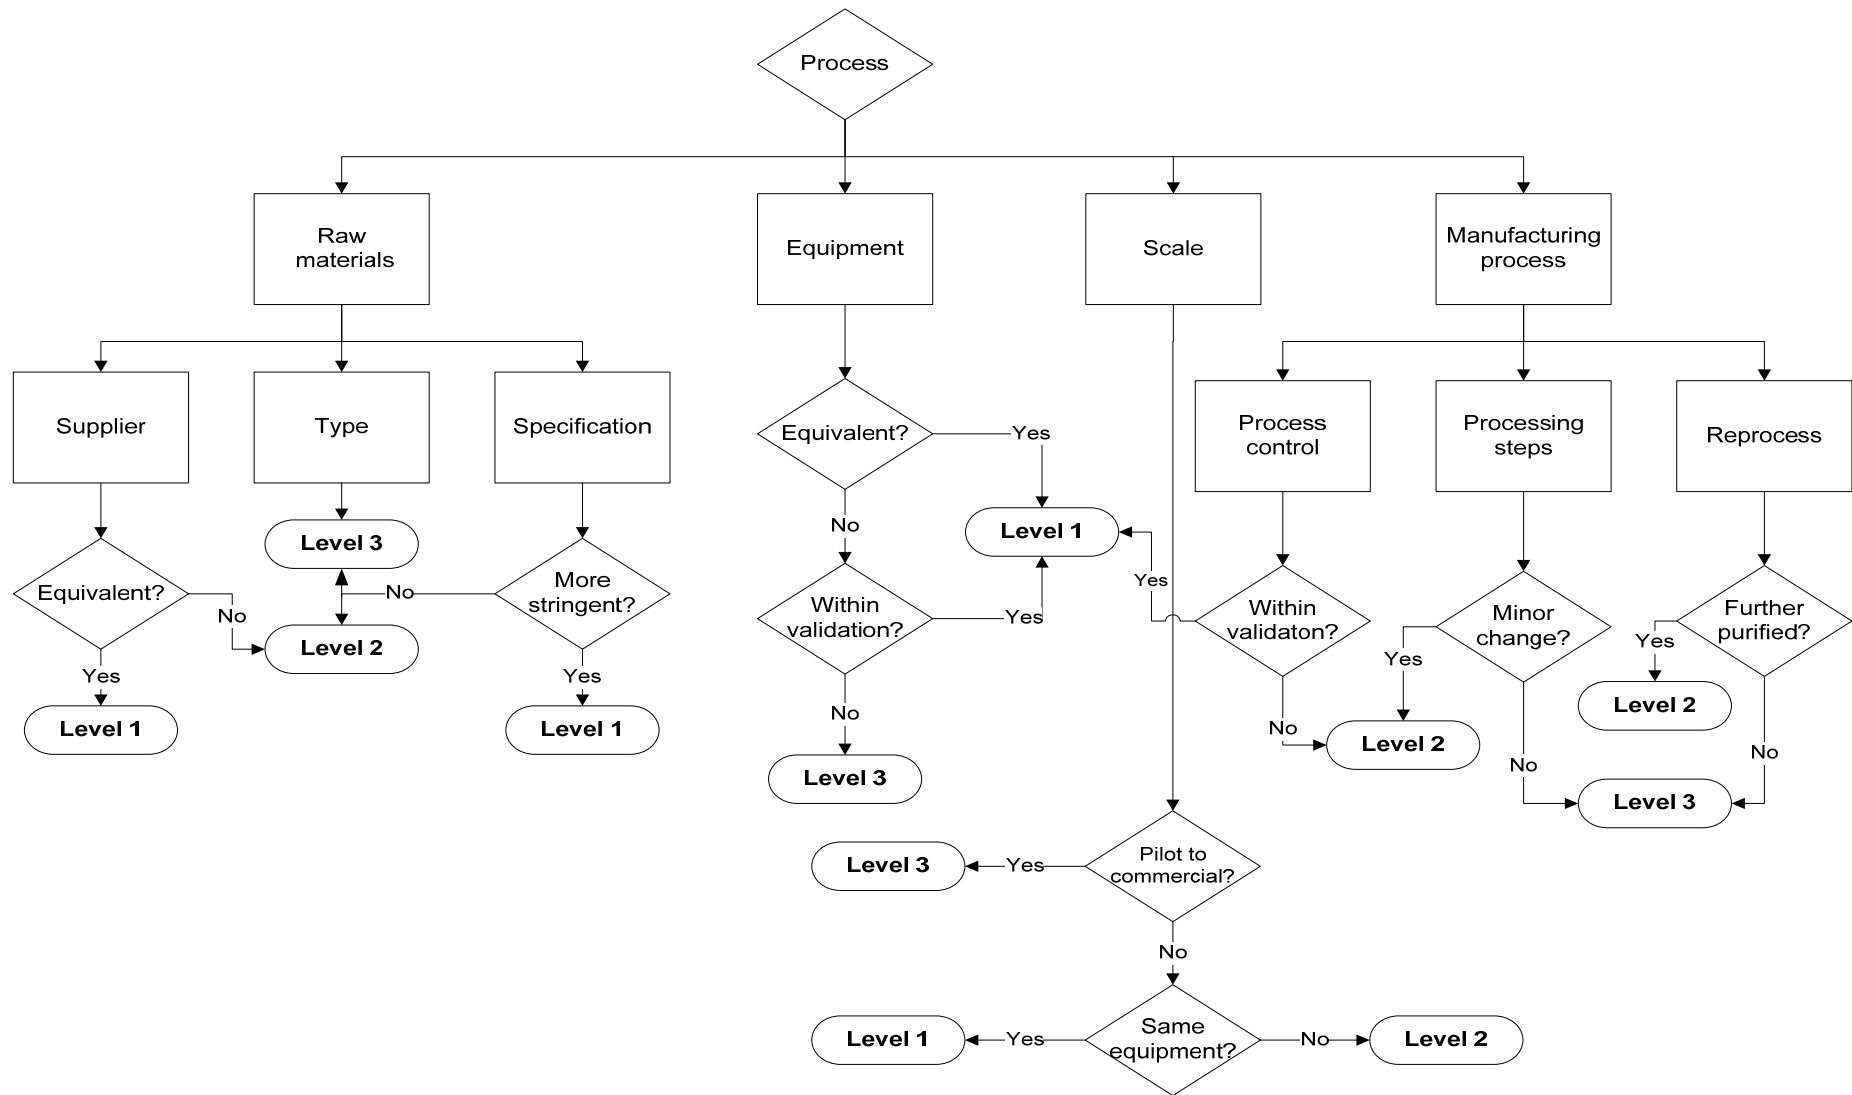 Process
Raw
materials
Equipment
Scale
Manufacturing
process
Supplier
Type
Specification
Equivalent?
Yes
Process
control
Processing
steps
Reprocess
Level 3
No
Level 1
Equivalent?
No
More
stringent?
No
Within
validation?
Yes
Yes
Within
validaton?
Minor
change?
Further
purified?
Level 2
Yes
Yes
Yes
Yes
Level 1
Level 1
No
Level 3
No
Level 2
Level 2
No
No
Level 3
Level 3
Yes
Pilot to
commercial?
No
Level 1
Yes
Same
equipment?
No
Level 2